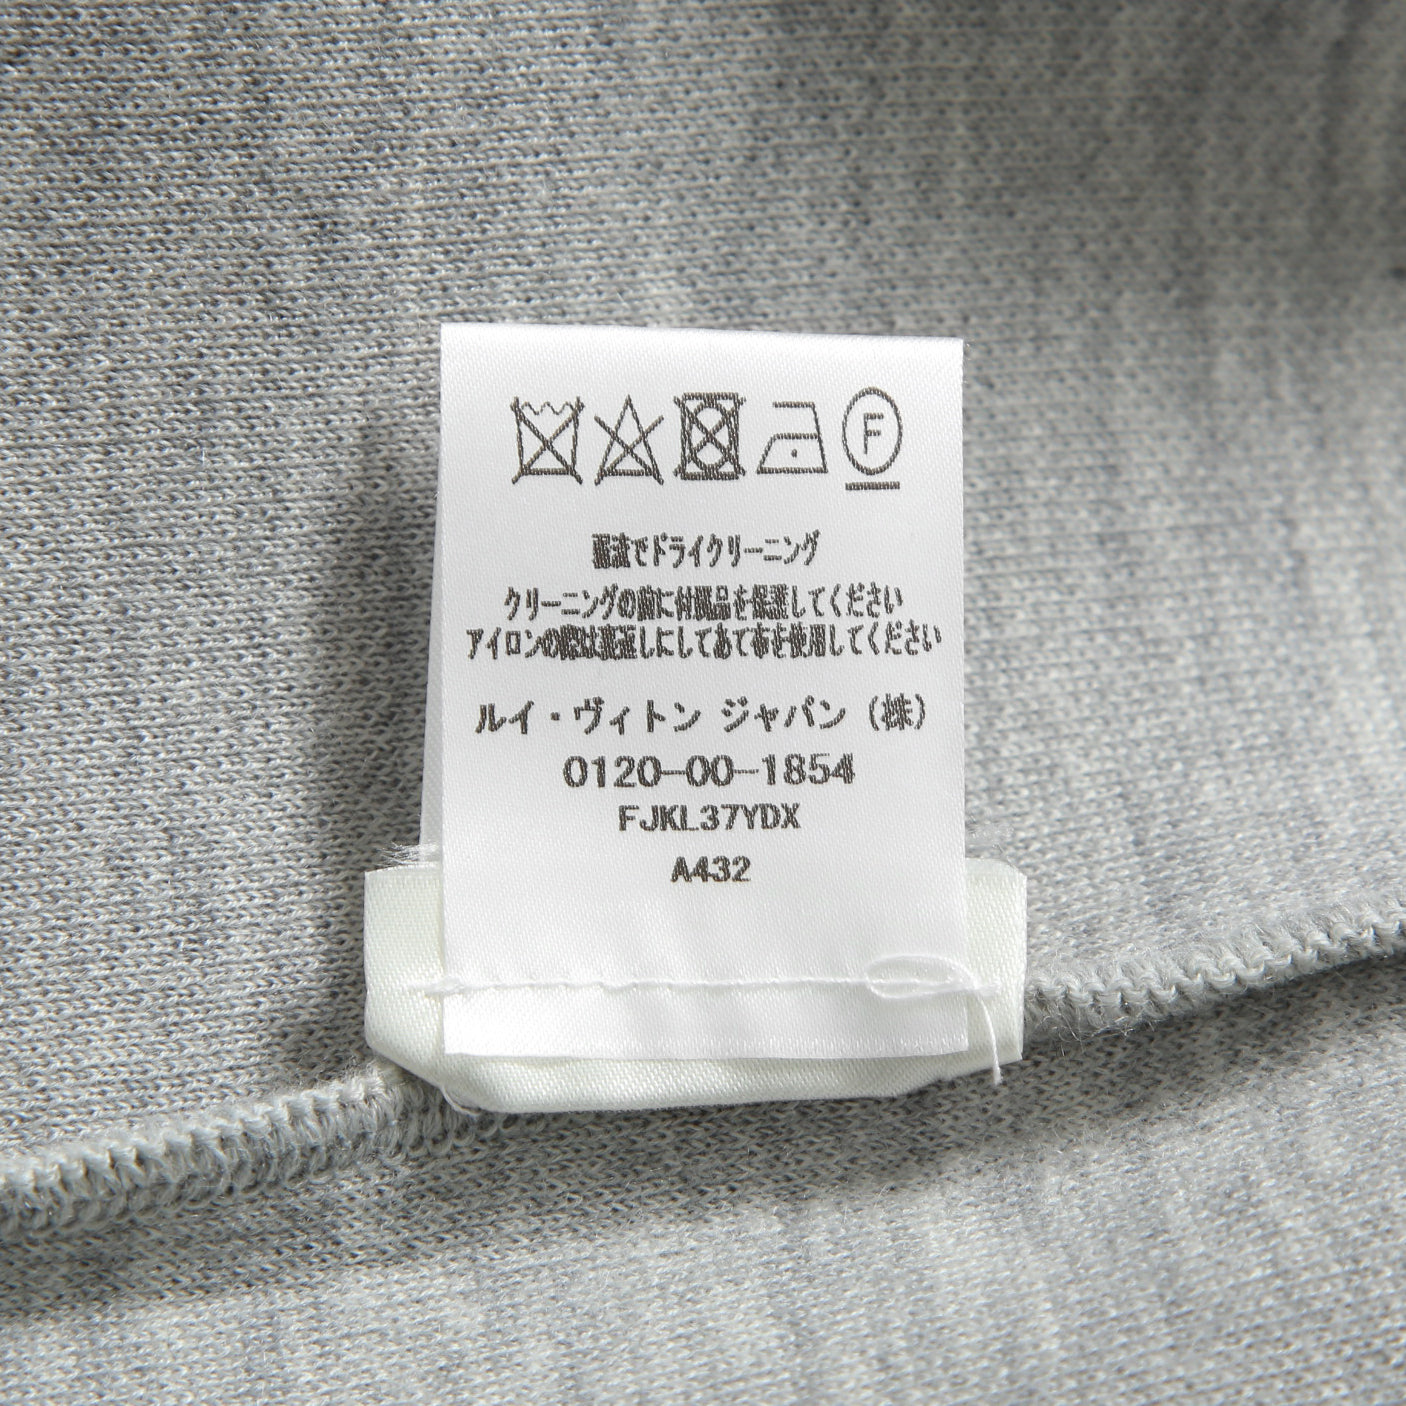 F
裏返でドライクリーニング
クリーニングの前に付属品を保護してください
アイロンの際は裏返しにしてあて布を使用してください
ルイ・ヴィトン ジャパン (株)
0120-00-1854
FJKL37YDX
A432